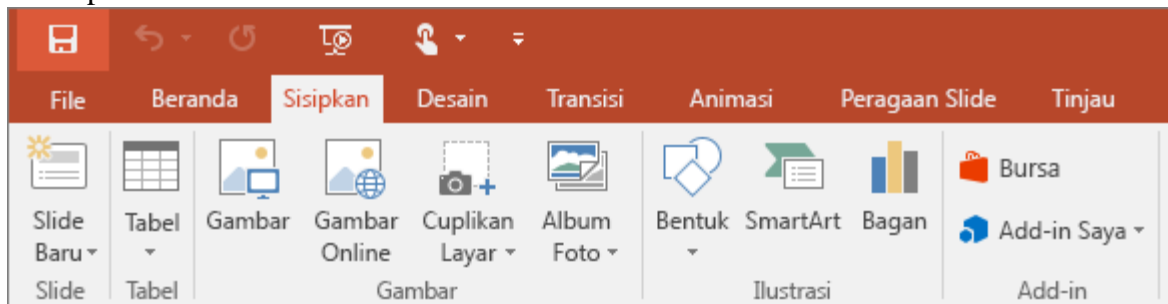 File Beranda Sisipkan Desain Transisi Animasi Peragaan Slide Tinjau
Slide Baru
Tabel
Gambar
Gambar Online
Cuplikan Layar
Album Foto
Bentuk
SmartArt
Bagan
Bursa
Add-in Saya
Slide Tabel Gambar Ilustrasi Add-in